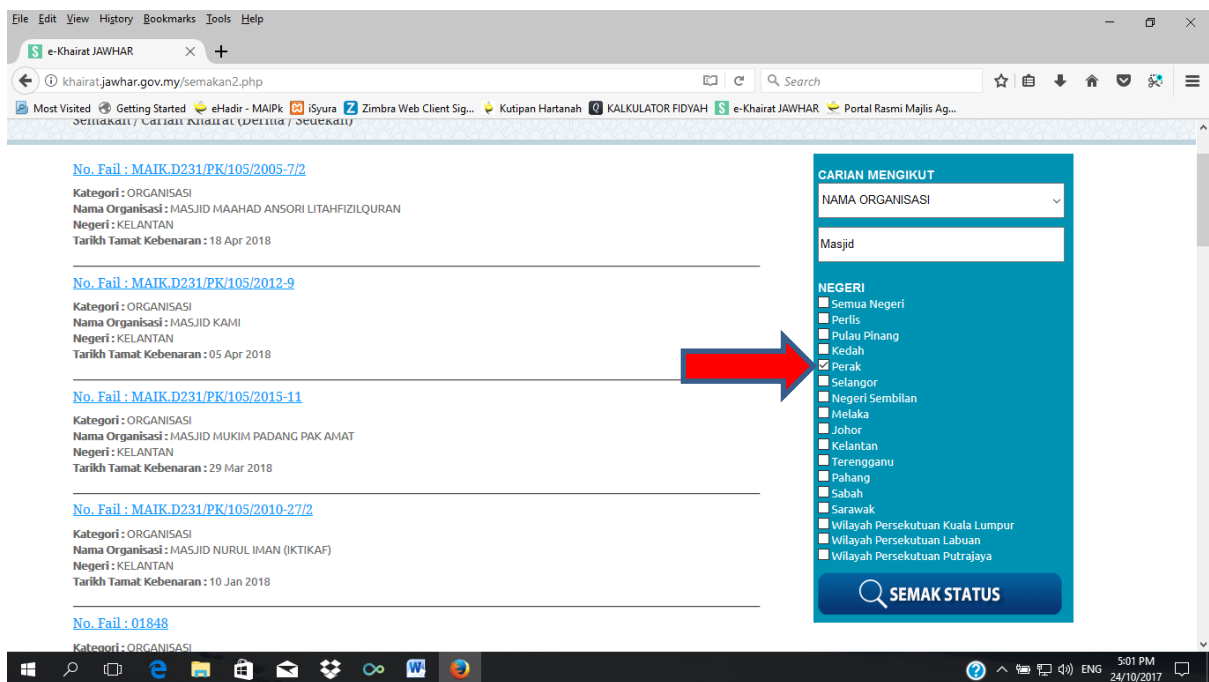 File Edit View History Bookmarks Tools Help
e-Khairat JAWHAR
khairat.jawhar.gov.my/semakan2.php
Search
Most Visited Getting Started eHadir - MAIPk iSyura Zimbra Web Client Sig... Kutipan Hartanah KALKULATOR FIDYAH e-Khairat JAWHAR Portal Rasmi Majlis Ag...
Semakan / Carian Khairat (Derma / Sedekah)
No. Fail : MAIK.D231/PK/105/2005-7/2
Kategori : ORGANISASI
Nama Organisasi : MASJID MAAHAD ANSORI LITAHFIZILQURAN
Negeri : KELANTAN
Tarikh Tamat Kebenaran : 18 Apr 2018
No. Fail : MAIK.D231/PK/105/2012-9
Kategori : ORGANISASI
Nama Organisasi : MASJID KAMI
Negeri : KELANTAN
Tarikh Tamat Kebenaran : 05 Apr 2018
No. Fail : MAIK.D231/PK/105/2015-11
Kategori : ORGANISASI
Nama Organisasi : MASJID MUKIM PADANG PAK AMAT
Negeri : KELANTAN
Tarikh Tamat Kebenaran : 29 Mar 2018
No. Fail : MAIK.D231/PK/105/2010-27/2
Kategori : ORGANISASI
Nama Organisasi : MASJID NURUL IMAN (IKTIKAF)
Negeri : KELANTAN
Tarikh Tamat Kebenaran : 10 Jan 2018
No. Fail : 01848
Kategori : ORGANISASI
CARIAN MENGIKUT
NAMA ORGANISASI
Masjid
NEGERI
Semua Negeri
Perlis
Pulau Pinang
Kedah
Perak
Selangor
Negeri Sembilan
Melaka
Johor
Kelantan
Terengganu
Pahang
Sabah
Sarawak
Wilayah Persekutuan Kuala Lumpur
Wilayah Persekutuan Labuan
Wilayah Persekutuan Putrajaya
SEMAK STATUS
ENG
5:01 PM
24/10/2017